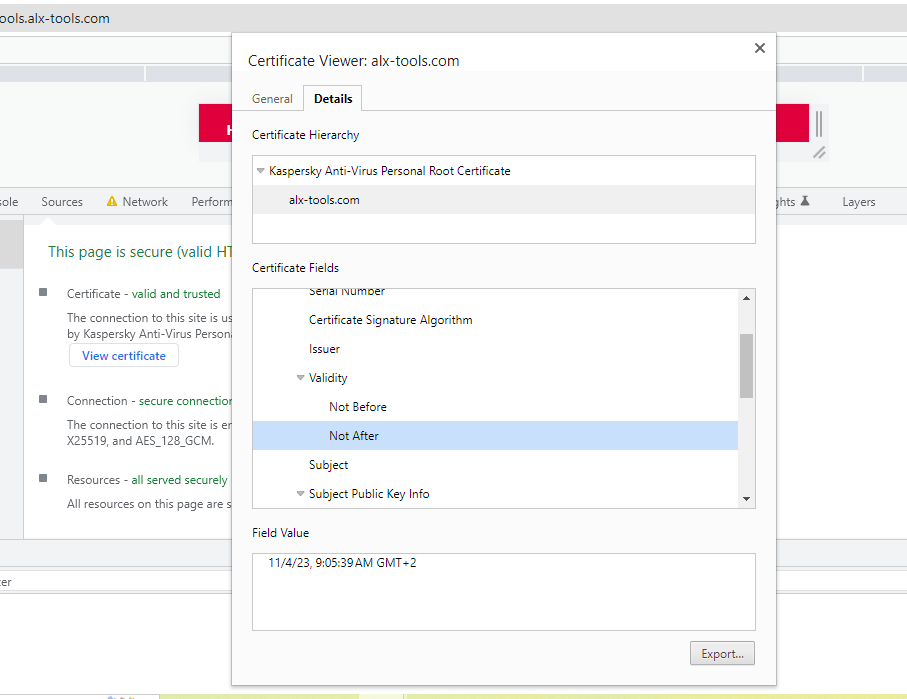 ools.alx-tools.com
Certificate Viewer: alx-tools.com
General
Details
Certificate Hierarchy
Kaspersky Anti-Virus Personal Root Certificate
alx-tools.com
sole
Sources
Network
Perform
ghts
Layers
This page is secure (valid HT
Certificate - valid and trusted
The connection to this site is us
by Kaspersky Anti-Virus Persona
View certificate
Connection - secure connection
The connection to this site is en
X25519, and AES_128_GCM.
Resources - all served securely
All resources on this page are s
Certificate Fields
Serial Number
Certificate Signature Algorithm
Issuer
Validity
Not Before
Not After
Subject
Subject Public Key Info
Field Value
11/4/23, 9:05:39 AM GMT+2
Export...
ter